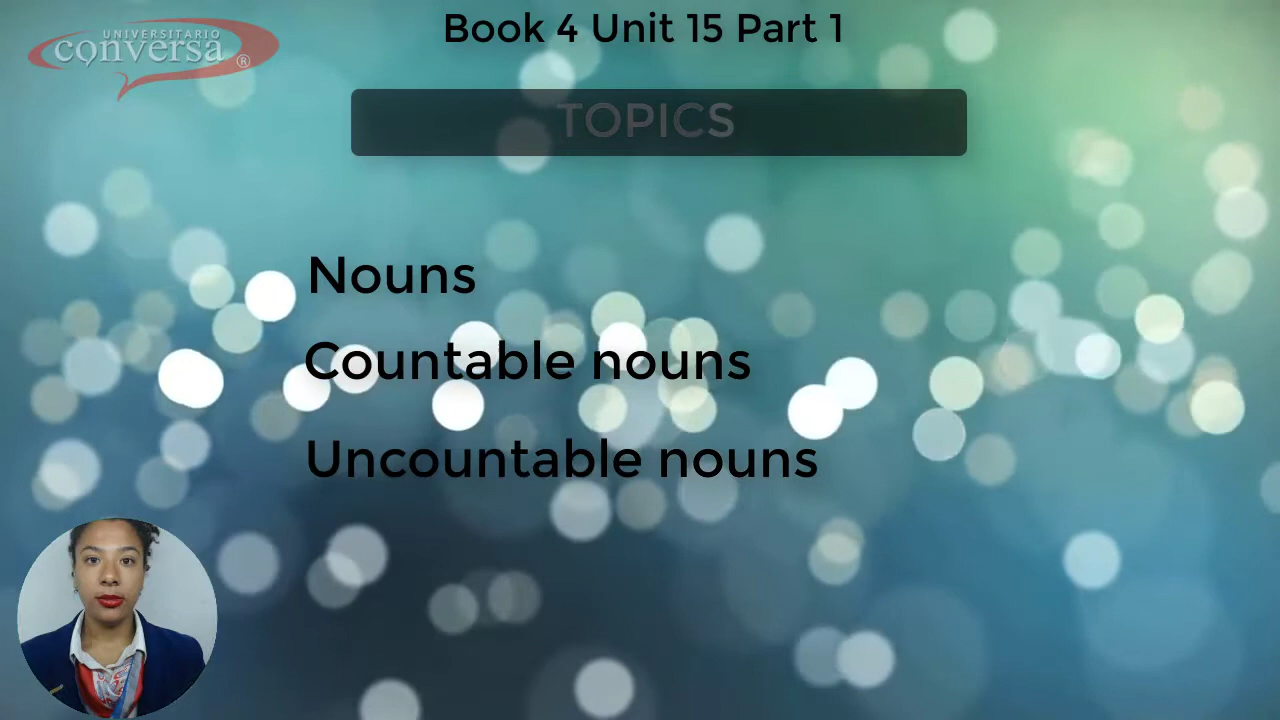 Book 4 Unit 15 Part 1
UNIVERSITARIO
conversa ®
TOPICS
Nouns
Countable nouns
Uncountable nouns